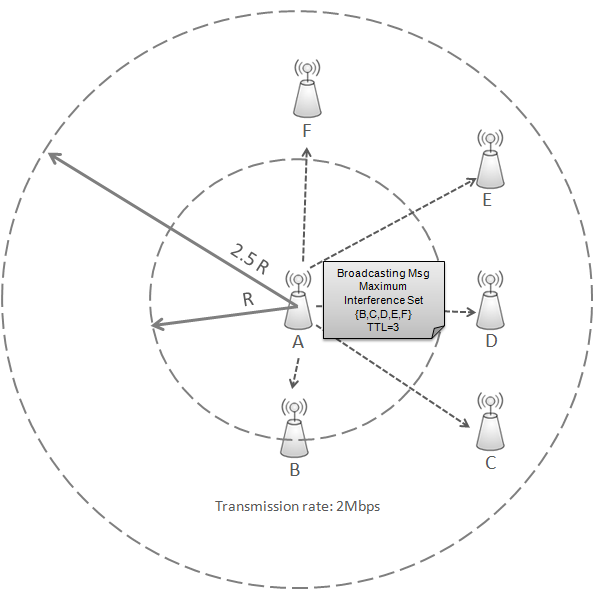 F
E
2.5 R
R
Broadcasting Msg
Maximum
Interference Set
{B,C,D,E,F}
TTL=3
A
D
B
C
Transmission rate: 2Mbps